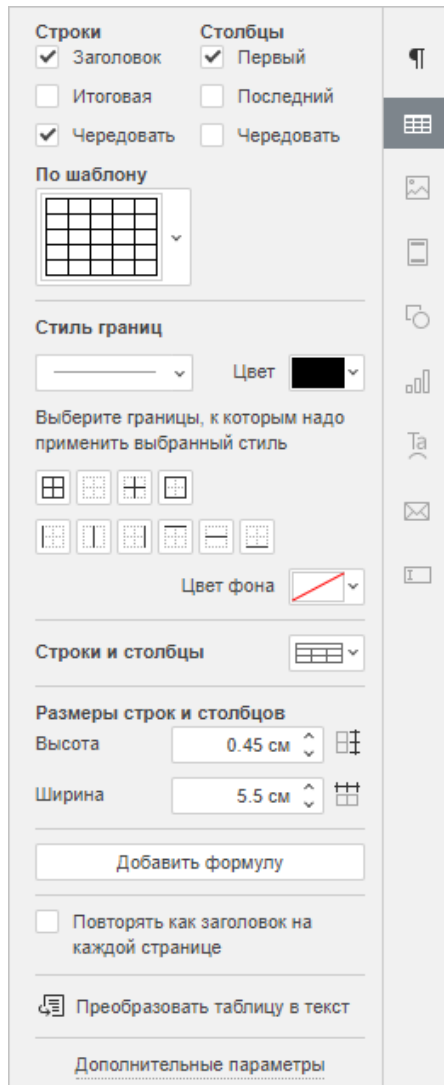 Строки Столбцы
Заголовок Первый
Итоговая Последний
Чередовать Чередовать
По шаблону
Стиль границ
Цвет
Выберите границы, к которым надо
применить выбранный стиль
Цвет фона
Строки и столбцы
Размеры строк и столбцов
Высота 0.45 см
Ширина 5.5 см
Добавить формулу
Повторять как заголовок на
каждой странице
Преобразовать таблицу в текст
Дополнительные параметры
¶
Ta